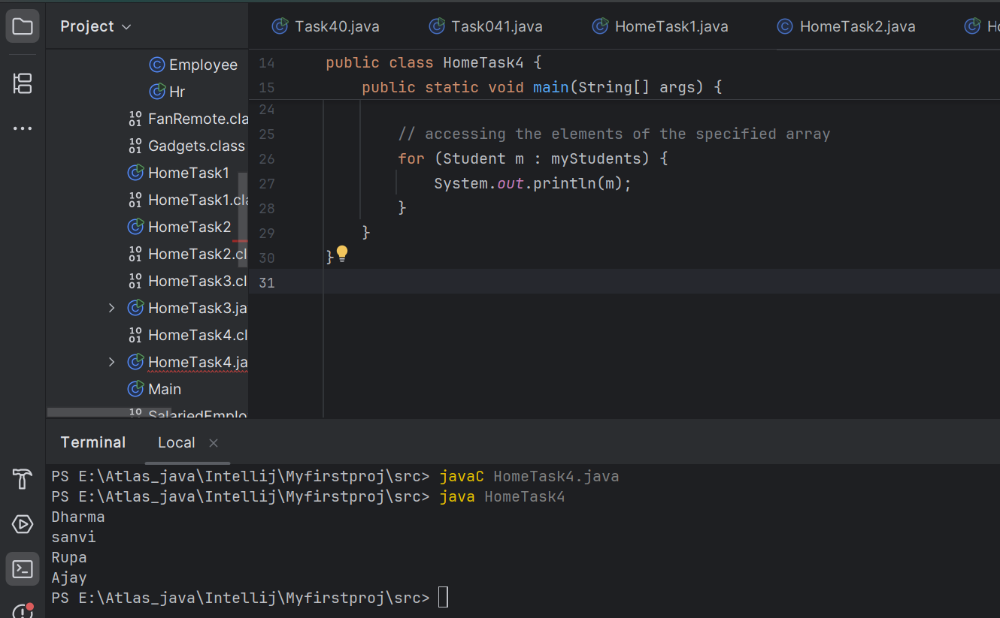 Project
Task40.java
Task041.java
HomeTask1.java
HomeTask2.java
Employee
Hr
FanRemote.cla
Gadgets.class
HomeTask1
HomeTask1.cla
HomeTask2
HomeTask2.cl
HomeTask3.cl
HomeTask3.ja
HomeTask4.cl
HomeTask4.ja
Main
SalariedEmplo
14 public class HomeTask4 {
15 public static void main(String[] args) {
24
25 // accessing the elements of the specified array
26 for (Student m : myStudents) {
27 System.out.println(m);
28 }
29 }
30 }
31
Terminal Local
PS E:\Atlas_java\Intellij\Myfirstproj\src> javaC HomeTask4.java
PS E:\Atlas_java\Intellij\Myfirstproj\src> java HomeTask4
Dharma
sanvi
Rupa
Ajay
PS E:\Atlas_java\Intellij\Myfirstproj\src>